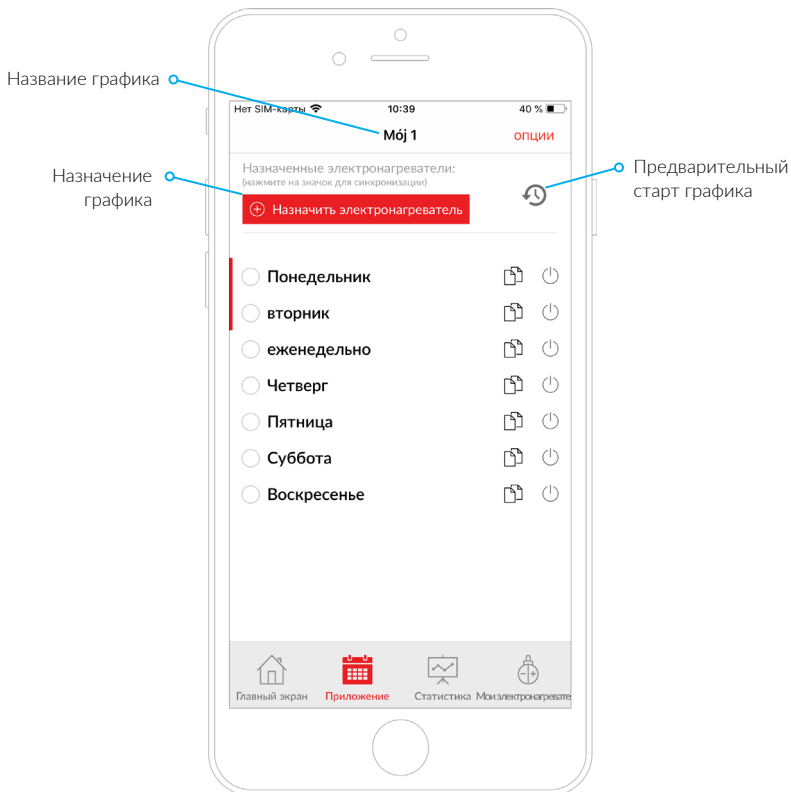 Название графика
Нет SIM-карты 10:39 40 %
Mój 1 ОПЦИИ
Назначение
графика
Назначенные электронагреватели:
(нажмите на значок для синхронизации)
Назначить электронагреватель
Предварительный
старт графика
Понедельник
вторник
еженедельно
Четверг
Пятница
Суббота
Воскресенье
Главный экран Приложение Статистика Мои электронагревате